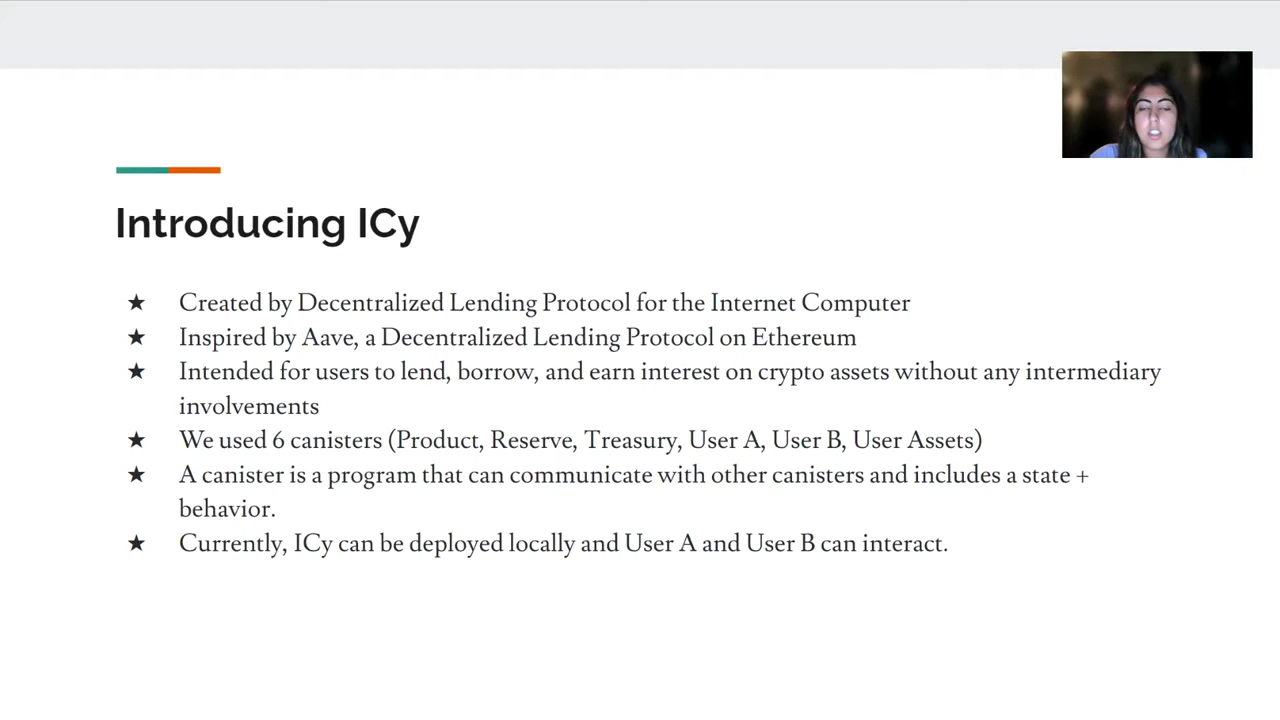 Introducing ICy
★ Created by Decentralized Lending Protocol for the Internet Computer
★ Inspired by Aave, a Decentralized Lending Protocol on Ethereum
★ Intended for users to lend, borrow, and earn interest on crypto assets without any intermediary
involvements
★ We used 6 canisters (Product, Reserve, Treasury, User A, User B, User Assets)
★ A canister is a program that can communicate with other canisters and includes a state +
behavior.
★ Currently, ICy can be deployed locally and User A and User B can interact.